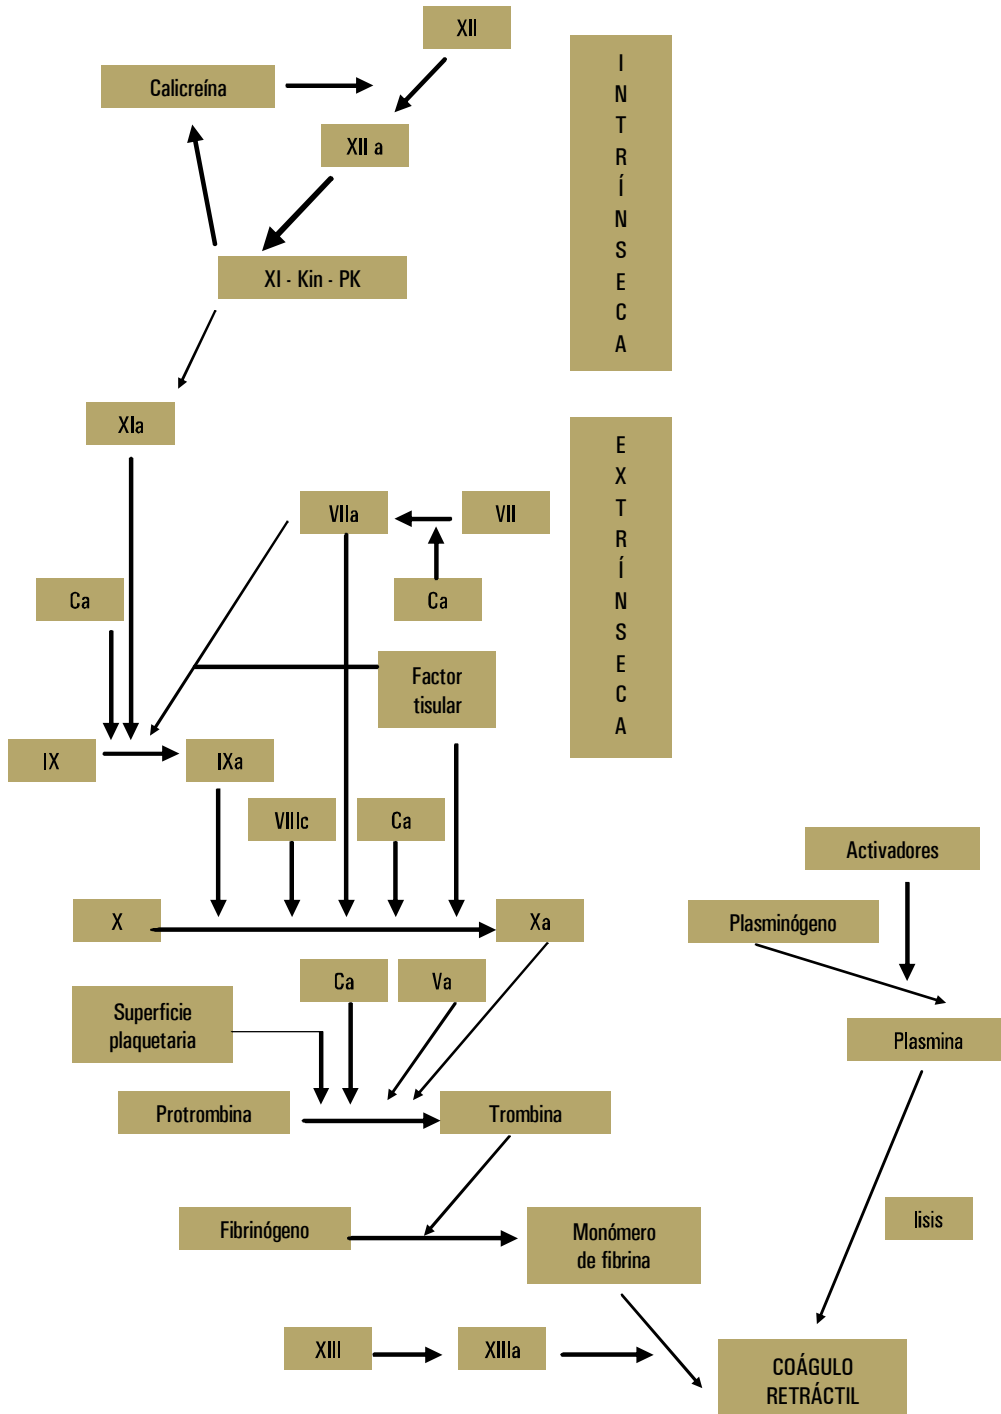 XII
Calicreína
XII a
XI - Kin - PK
I
N
T
R
Í
N
S
E
C
A
XIa
E
X
T
R
Í
N
S
E
C
A
VIIa
VII
Ca
Ca
Factor
tisular
IX
IXa
VIIIc
Ca
Activadores
X
Xa
Plasminógeno
Ca
Va
Superficie
plaquetaria
Plasmina
Protrombina
Trombina
Fibrinógeno
Monómero
de fibrina
lisis
XIII
XIIIa
COÁGULO
RETRÁCTIL